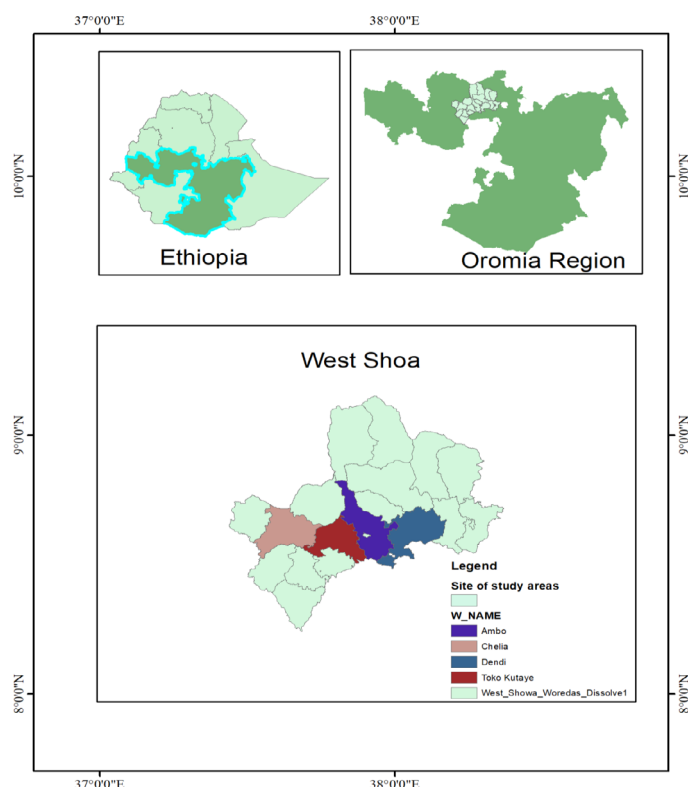 37°0'0"E
38°0'0"E
10°0'0"N
10°0'0"N
Ethiopia
Oromia Region
West Shoa
9°0'0"N
9°0'0"N
Legend
Site of study areas
W_NAME
Ambo
Chelia
Dendi
Toko Kutaye
West_Showa_Woredas_Dissolve1
8°0'0"N
8°0'0"N
37°0'0"E
38°0'0"E